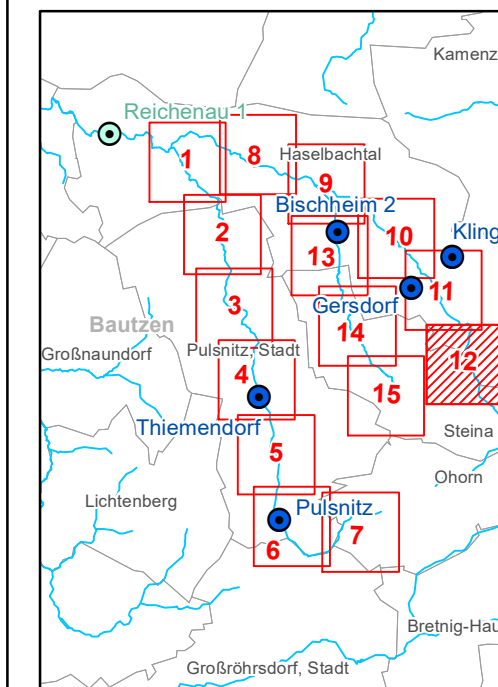 Kamenz
Reichenau 1
1
8
Haselbachtal
9
Bischheim 2
2
10
13
Kling
11
3
Gersdorf
14
Bautzen
Großnaundorf
Pulsnitz, Stadt
12
4
15
Thiemendorf
Steina
5
Ohorn
Lichtenberg
Pulsnitz
6
7
Bretnig-Hau
Großröhrsdorf, Stadt